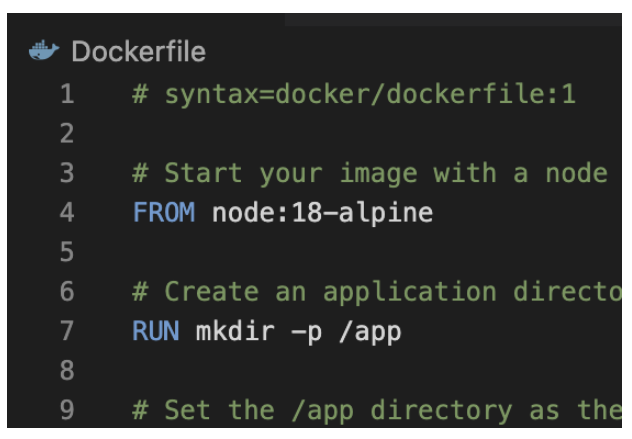 Dockerfile
1 # syntax=docker/dockerfile:1
2
3 # Start your image with a node
4 FROM node:18-alpine
5
6 # Create an application directo
7 RUN mkdir -p /app
8
9 # Set the /app directory as the